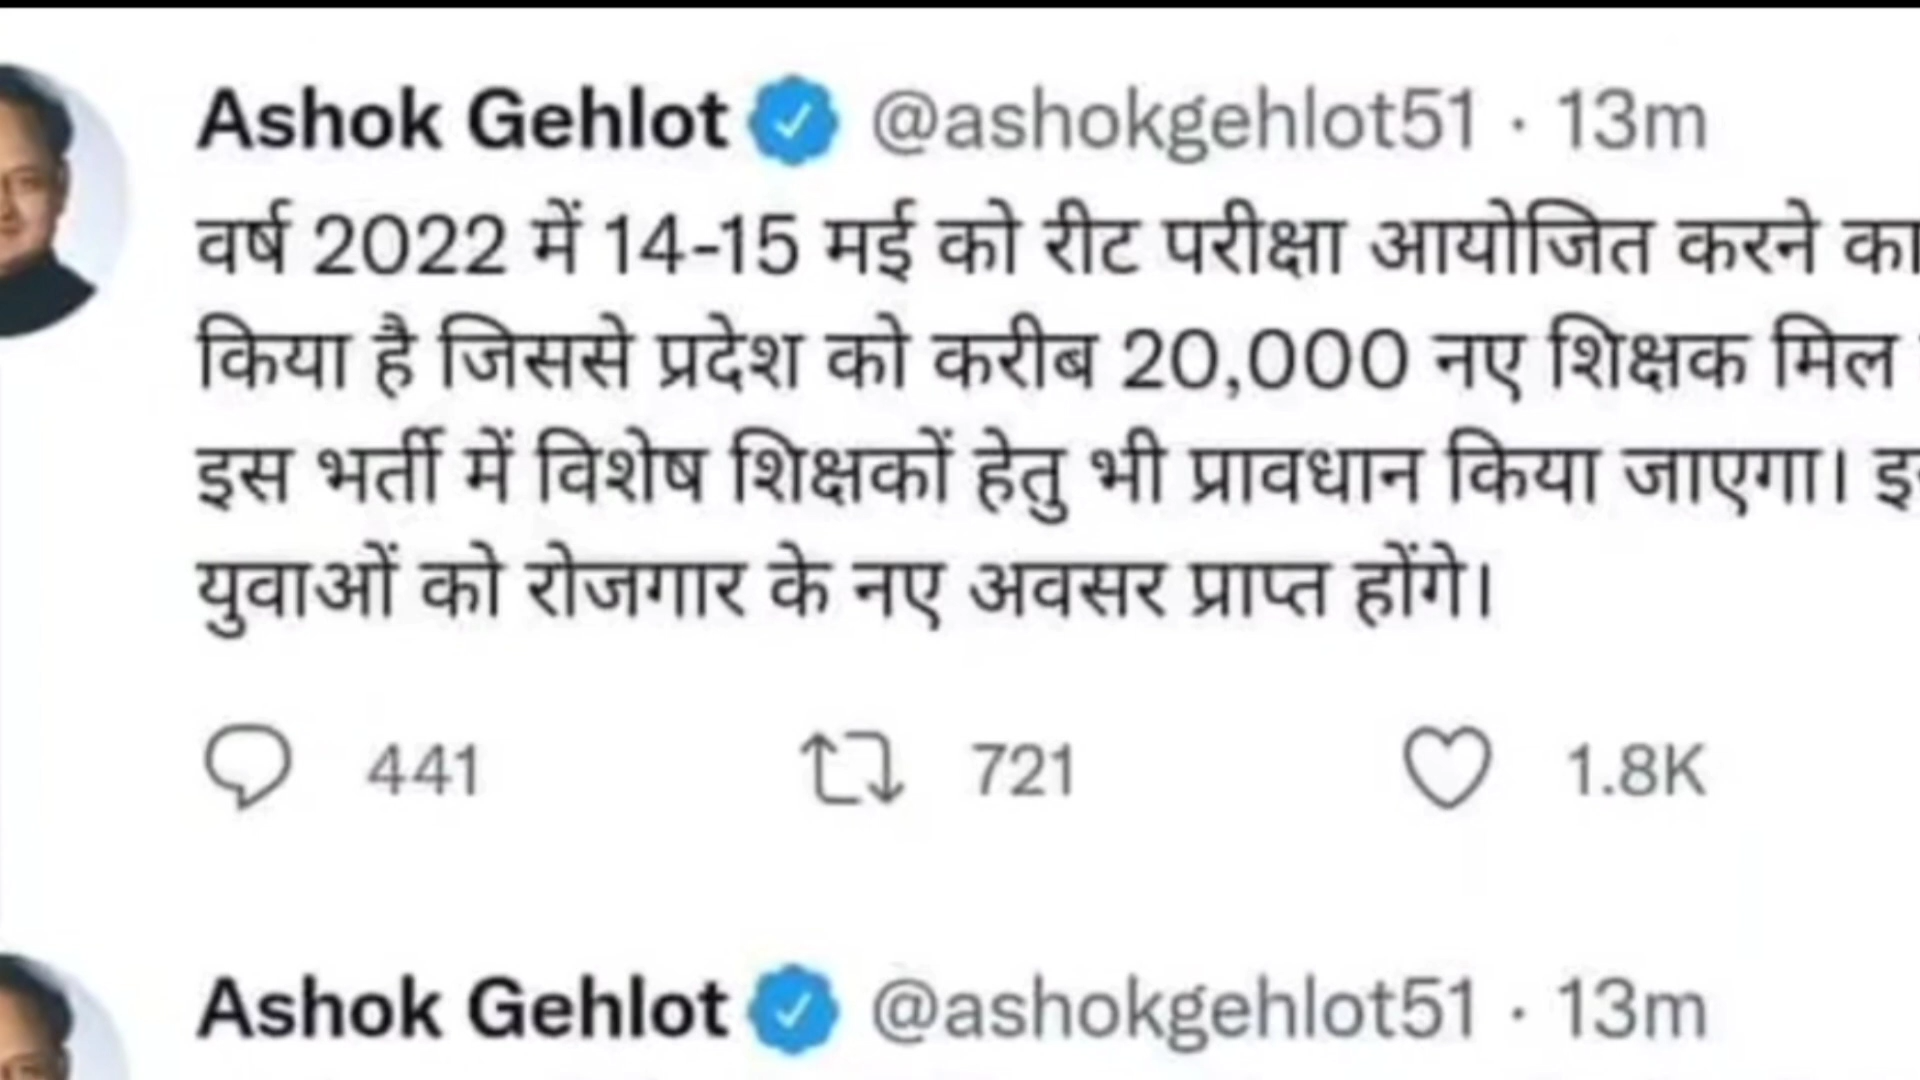 Ashok Gehlot @ashokgehlot51 · 13m
वर्ष 2022 में 14-15 मई को रीट परीक्षा आयोजित करने का
किया है जिससे प्रदेश को करीब 20,000 नए शिक्षक मिल
इस भर्ती में विशेष शिक्षकों हेतु भी प्रावधान किया जाएगा।
युवाओं को रोजगार के नए अवसर प्राप्त होंगे।
441 721 1.8K
Ashok Gehlot @ashokgehlot51 · 13m